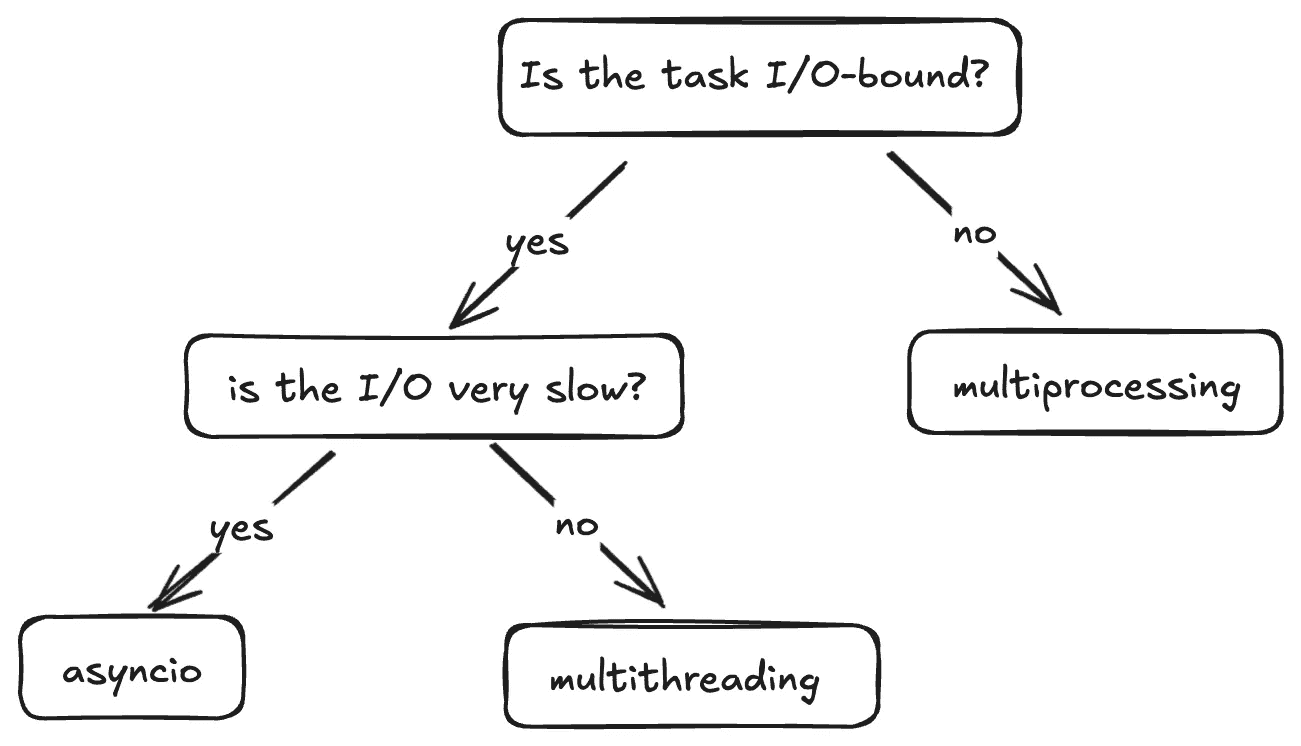 Is the task I/O-bound?
yes
no
is the I/O very slow?
multiprocessing
yes
no
asyncio
multithreading